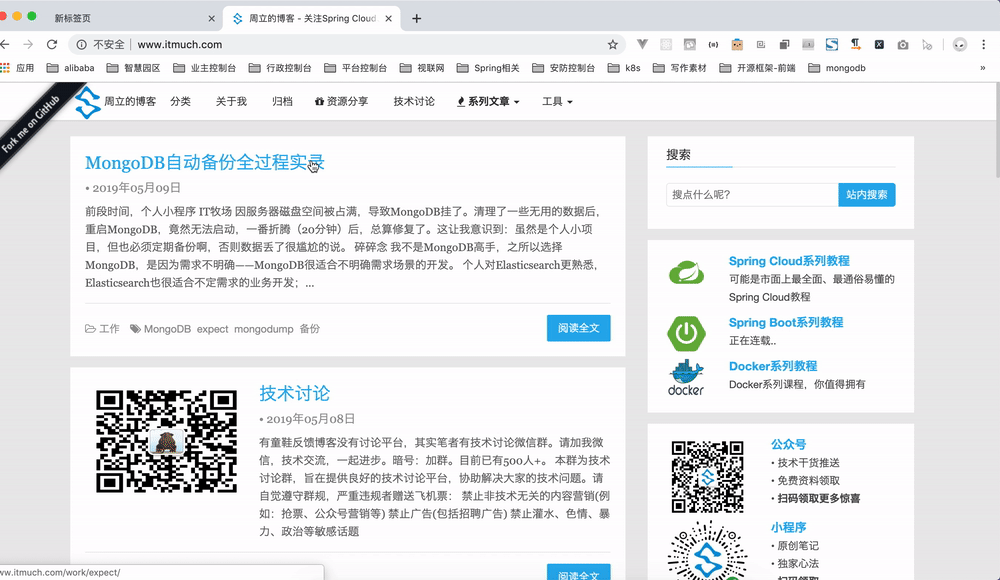 新标签页
周立的博客 - 关注Spring Cloud
不安全 | www.itmuch.com
应用 alibaba 智慧园区 业主控制台 行政控制台 平台控制台 视联网 Spring相关 安防控制台 k8s 写作素材 开源框架-前端 mongodb »
Fork me on GitHub
周立的博客 分类 关于我 归档 资源分享 技术讨论 系列文章 工具
MongoDB自动备份全过程实录
• 2019年05月09日
前段时间，个人小程序 IT牧场 因服务器磁盘空间被占满，导致MongoDB挂了。清理了一些无用的数据后，
重启MongoDB，竟然无法启动，一番折腾（20分钟）后，总算修复了。这让我意识到：虽然是个人小项
目，但也必须定期备份啊，否则数据丢了很尴尬的说。 碎碎念 我不是MongoDB高手，之所以选择
MongoDB，是因为需求不明确——MongoDB很适合不明确需求场景的开发。 个人对Elasticsearch更熟悉，
Elasticsearch也很适合不定需求的业务开发；...
工作 MongoDB expect mongodump 备份
阅读全文
技术讨论
• 2019年05月08日
有童鞋反馈博客没有讨论平台，其实笔者有技术讨论微信群。请加我微
信，技术交流，一起进步。暗号：加群。目前已有500人+。 本群为技术
讨论群，旨在提供良好的技术讨论平台，协助解决大家的技术问题。请
自觉遵守群规，严重违规者赠送飞机票： 禁止非技术无关的内容营销(例
如：抢票、公众号营销等) 禁止广告(包括招聘广告) 禁止灌水、色情、暴
力、政治等敏感话题
阅读全文
搜索
搜点什么呢?
站内搜索
Spring Cloud系列教程
可能是市面上最全面、最通俗易懂的
Spring Cloud教程
Spring Boot系列教程
正在连载..
docker
Docker系列教程
Docker系列课程，你值得拥有
公众号
• 技术干货推送
• 免费资料领取
• 扫码领取更多惊喜
小程序
• 原创笔记
• 独家心法
ww.itmuch.com/work/expect/